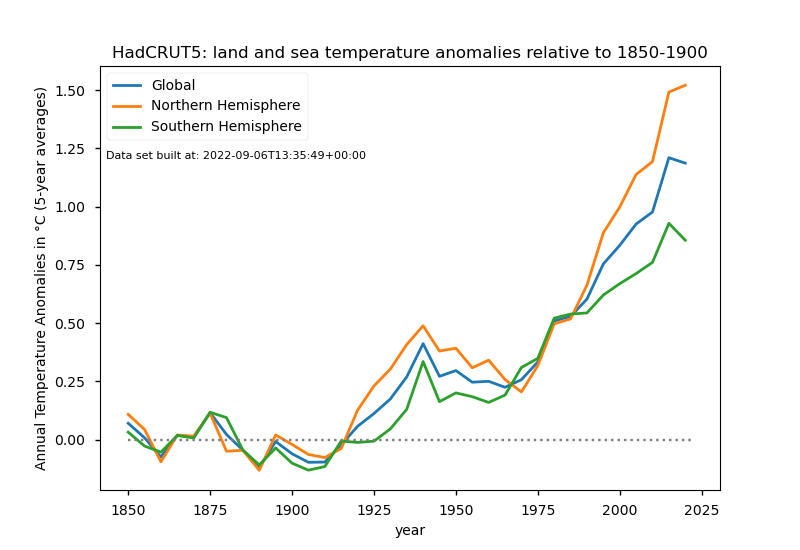 HadCRUT5: land and sea temperature anomalies relative to 1850-1900
Global
Northern Hemisphere
Southern Hemisphere
Data set built at: 2022-09-06T13:35:49+00:00
Annual Temperature Anomalies in °C (5-year averages)
1.50
1.25
1.00
0.75
0.50
0.25
0.00
1850 1875 1900 1925 1950 1975 2000 2025
year